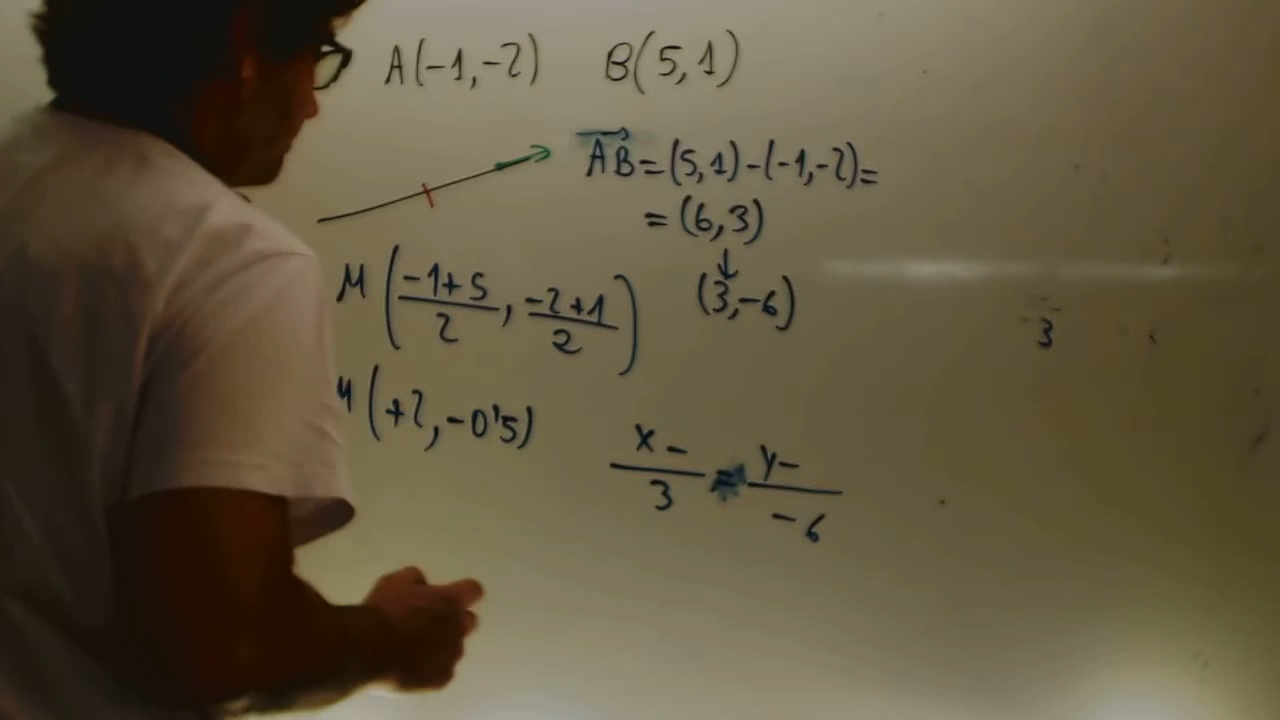 A(-1,-2) B(5,1)
AB = (5,1)-(-1,-2)=
= (6,3)
↓
(3,-6)
M (-1+5/2, -2+1/2)
M (+2,-0'5)
x-/3 = y-/-6
3